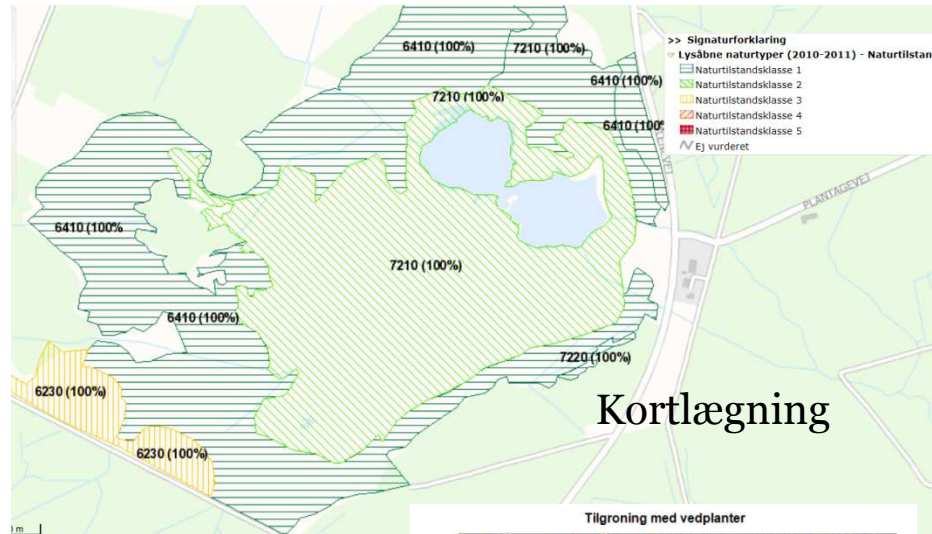 >> Signaturforklaring
Lysåbne naturtyper (2010-2011) - Naturtilstan
Naturtilstandsklasse 1
Naturtilstandsklasse 2
Naturtilstandsklasse 3
Naturtilstandsklasse 4
Naturtilstandsklasse 5
Ej vurderet
6410 (100%)
7210 (100%)
6410 (100%)
7210 (100%)
6410 (100%
PLANTAGEVEJ
6410 (100%
7210 (100%)
6410 (100%)
7220 (100%)
6230 (100%)
Kortlægning
6230 (100%)
Tilgroning med vedplanter